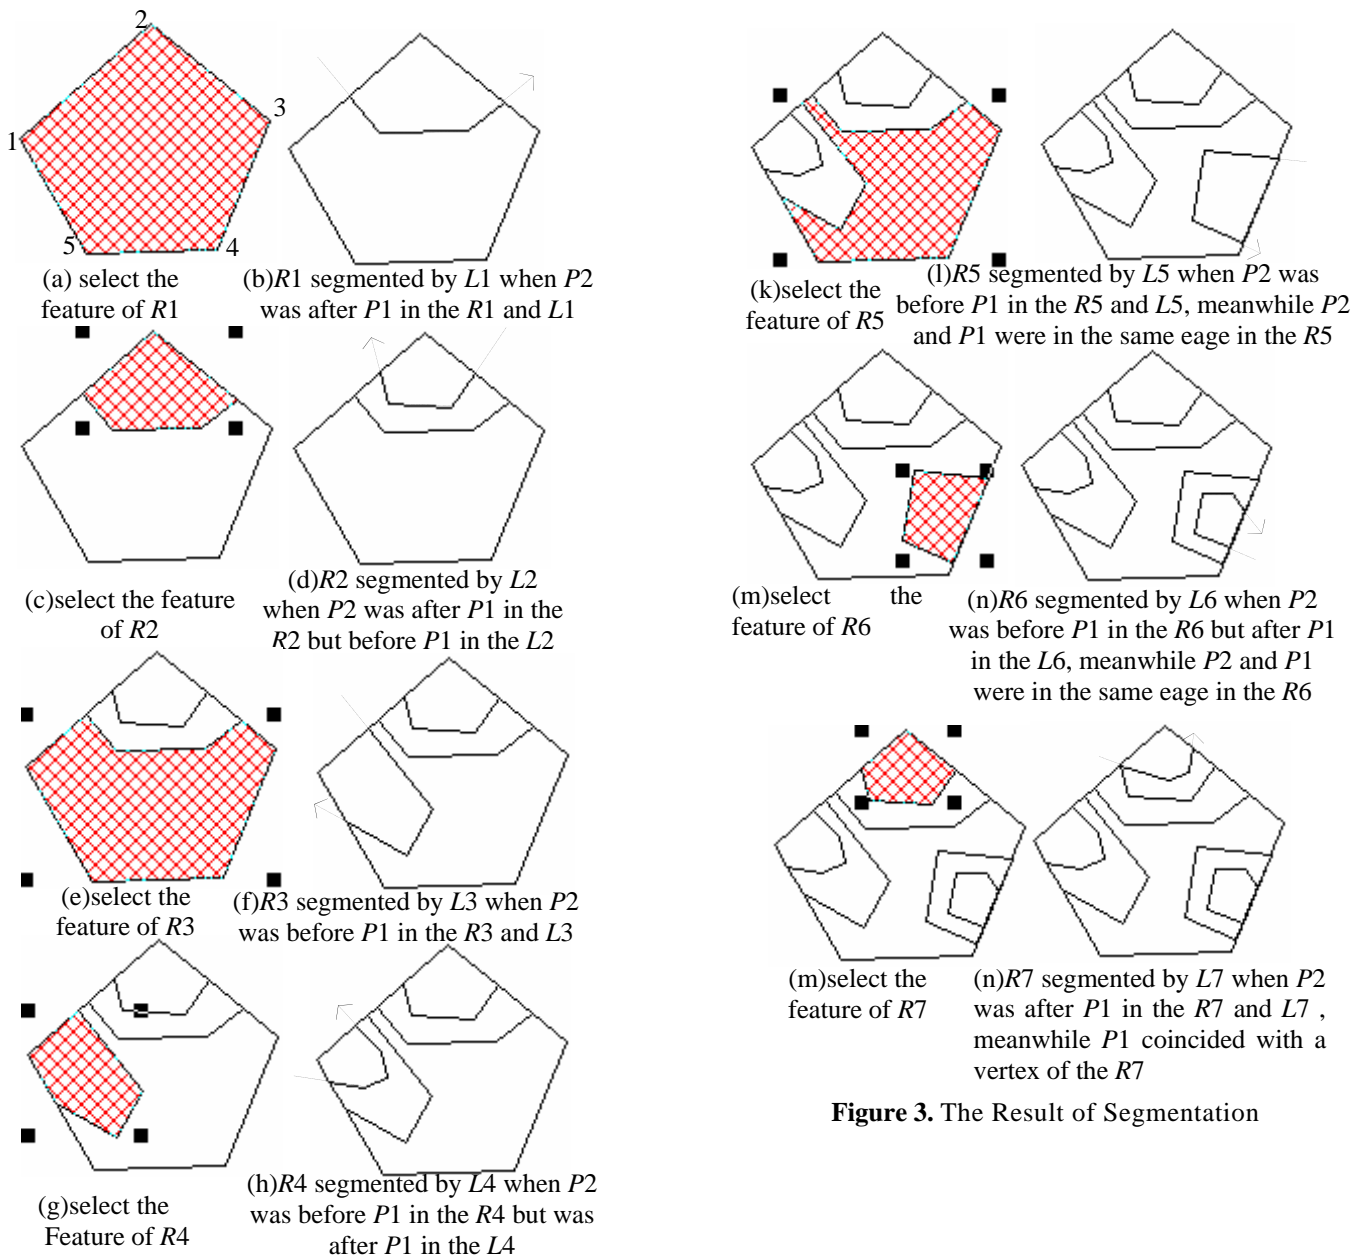 2
3
1
5
4
(a) select the
feature of R1
(b)R1 segmented by L1 when P2
was after P1 in the R1 and L1
(c)select the feature
of R2
(d)R2 segmented by L2
when P2 was after P1 in the
R2 but before P1 in the L2
(e)select the
feature of R3
(f)R3 segmented by L3 when P2
was before P1 in the R3 and L3
(g)select the
Feature of R4
(h)R4 segmented by L4 when P2
was before P1 in the R4 but was
after P1 in the L4
(k)select the
feature of R5
(l)R5 segmented by L5 when P2 was
before P1 in the R5 and L5, meanwhile P2
and P1 were in the same eage in the R5
(m)select the
feature of R6
(n)R6 segmented by L6 when P2
was before P1 in the R6 but after P1
in the L6, meanwhile P2 and P1
were in the same eage in the R6
(m)select the
feature of R7
(n)R7 segmented by L7 when P2
was after P1 in the R7 and L7 ,
meanwhile P1 coincided with a
vertex of the R7
Figure 3. The Result of Segmentation